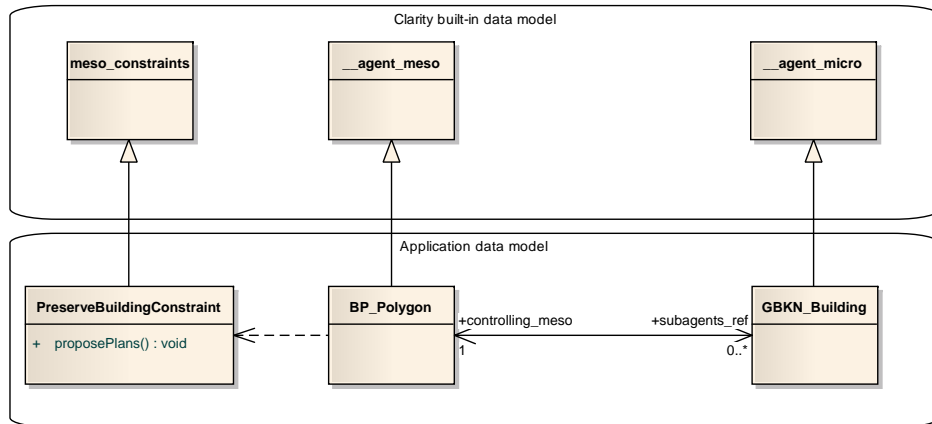 Clarity built-in data model
meso_constraints
__agent_meso
__agent_micro
Application data model
PreserveBuildingConstraint
+ proposePlans() : void
BP_Polygon
+controlling_meso
1
+subagents_ref
0..*
GBKN_Building